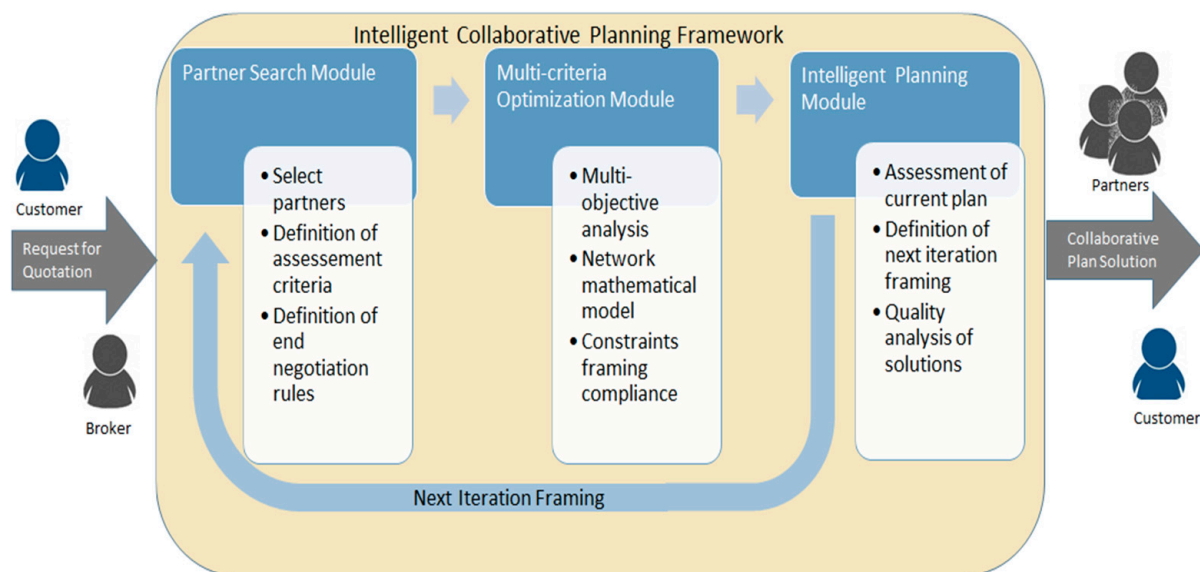 Intelligent Collaborative Planning Framework
Customer
Request for
Quotation
Broker
Partner Search Module
• Select
partners
• Definition of
assessement
criteria
• Definition of
end
negotiation
rules
Multi-criteria
Optimization Module
• Multi-
objective
analysis
• Network
mathematical
model
• Constraints
framing
compliance
Intelligent Planning
Module
• Assessment of
current plan
• Definition of
next iteration
framing
• Quality
analysis of
solutions
Next Iteration Framing
Partners
Collaborative
Plan Solution
Customer